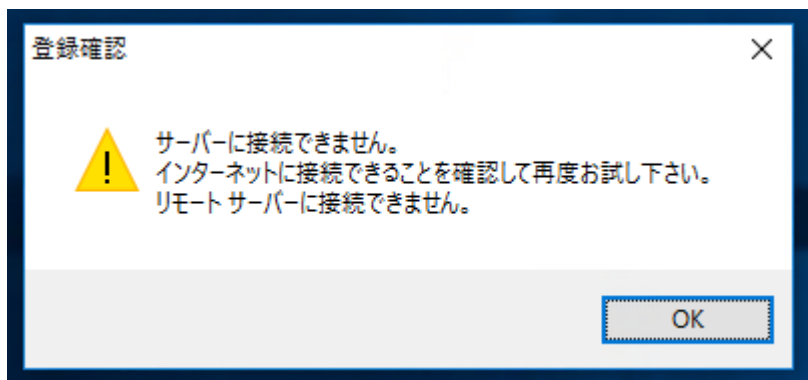 登録確認
サーバーに接続できません。
インターネットに接続できることを確認して再度お試し下さい。
リモート サーバーに接続できません。
OK